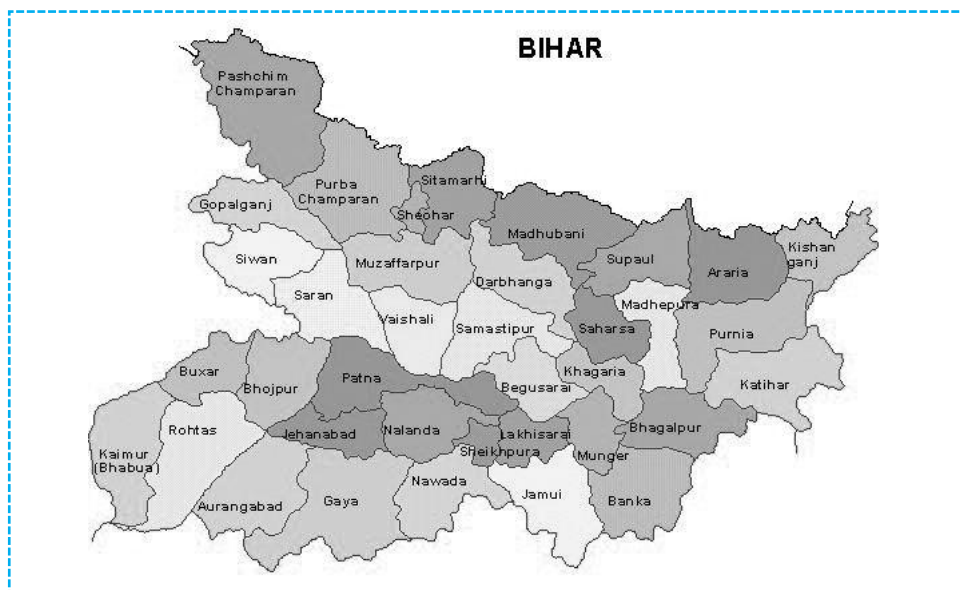 BIHAR
Pashchim
Champaran
Purba
Champaran
Sitamarhi
Sheohar
Gopalganj
Madhubani
Siwan
Muzaffarpur
Darbhanga
Supaul
Araria
Kishan
ganj
Saran
Vaishali
Samastipur
Saharsa
Madhepura
Purnia
Buxar
Bhojpur
Patna
Begusarai
Khagaria
Katihar
Rohtas
Jehanabad
Nalanda
Lakhisarai
Bhagalpur
Kaimur
(Bhabua)
Sheikhpura
Munger
Aurangabad
Gaya
Nawada
Jamui
Banka